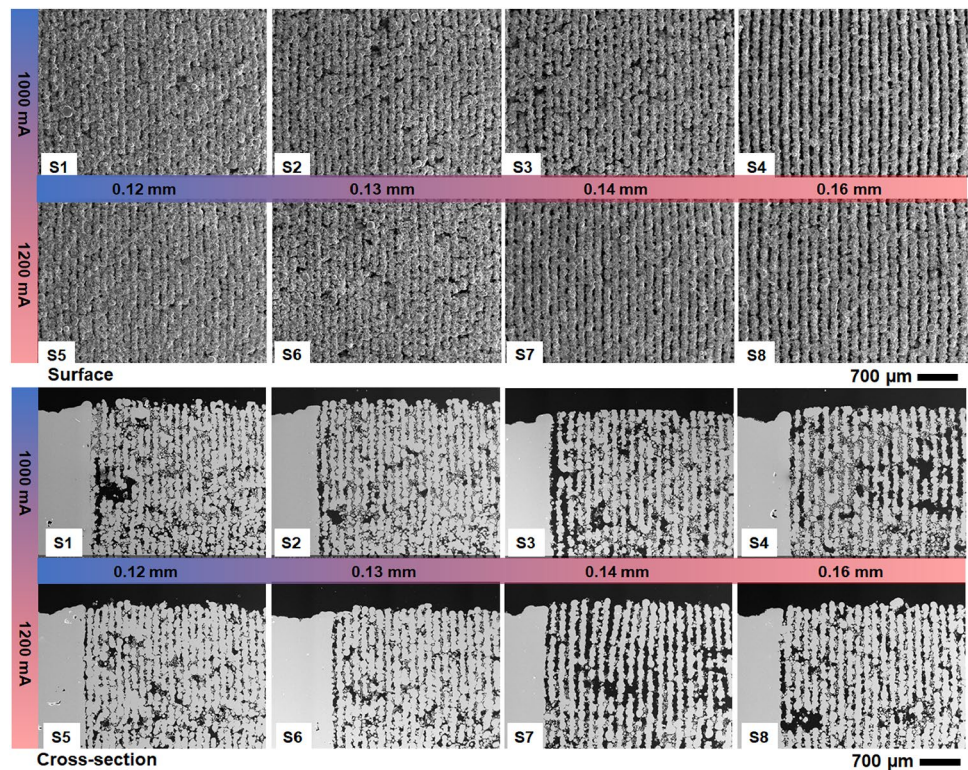 1000 mA
S1
S2
S3
S4
0.12 mm
0.13 mm
0.14 mm
0.16 mm
1200 mA
S5
S6
S7
S8
Surface
700 µm
1000 mA
S1
S2
S3
S4
0.12 mm
0.13 mm
0.14 mm
0.16 mm
1200 mA
S5
S6
S7
S8
Cross-section
700 µm